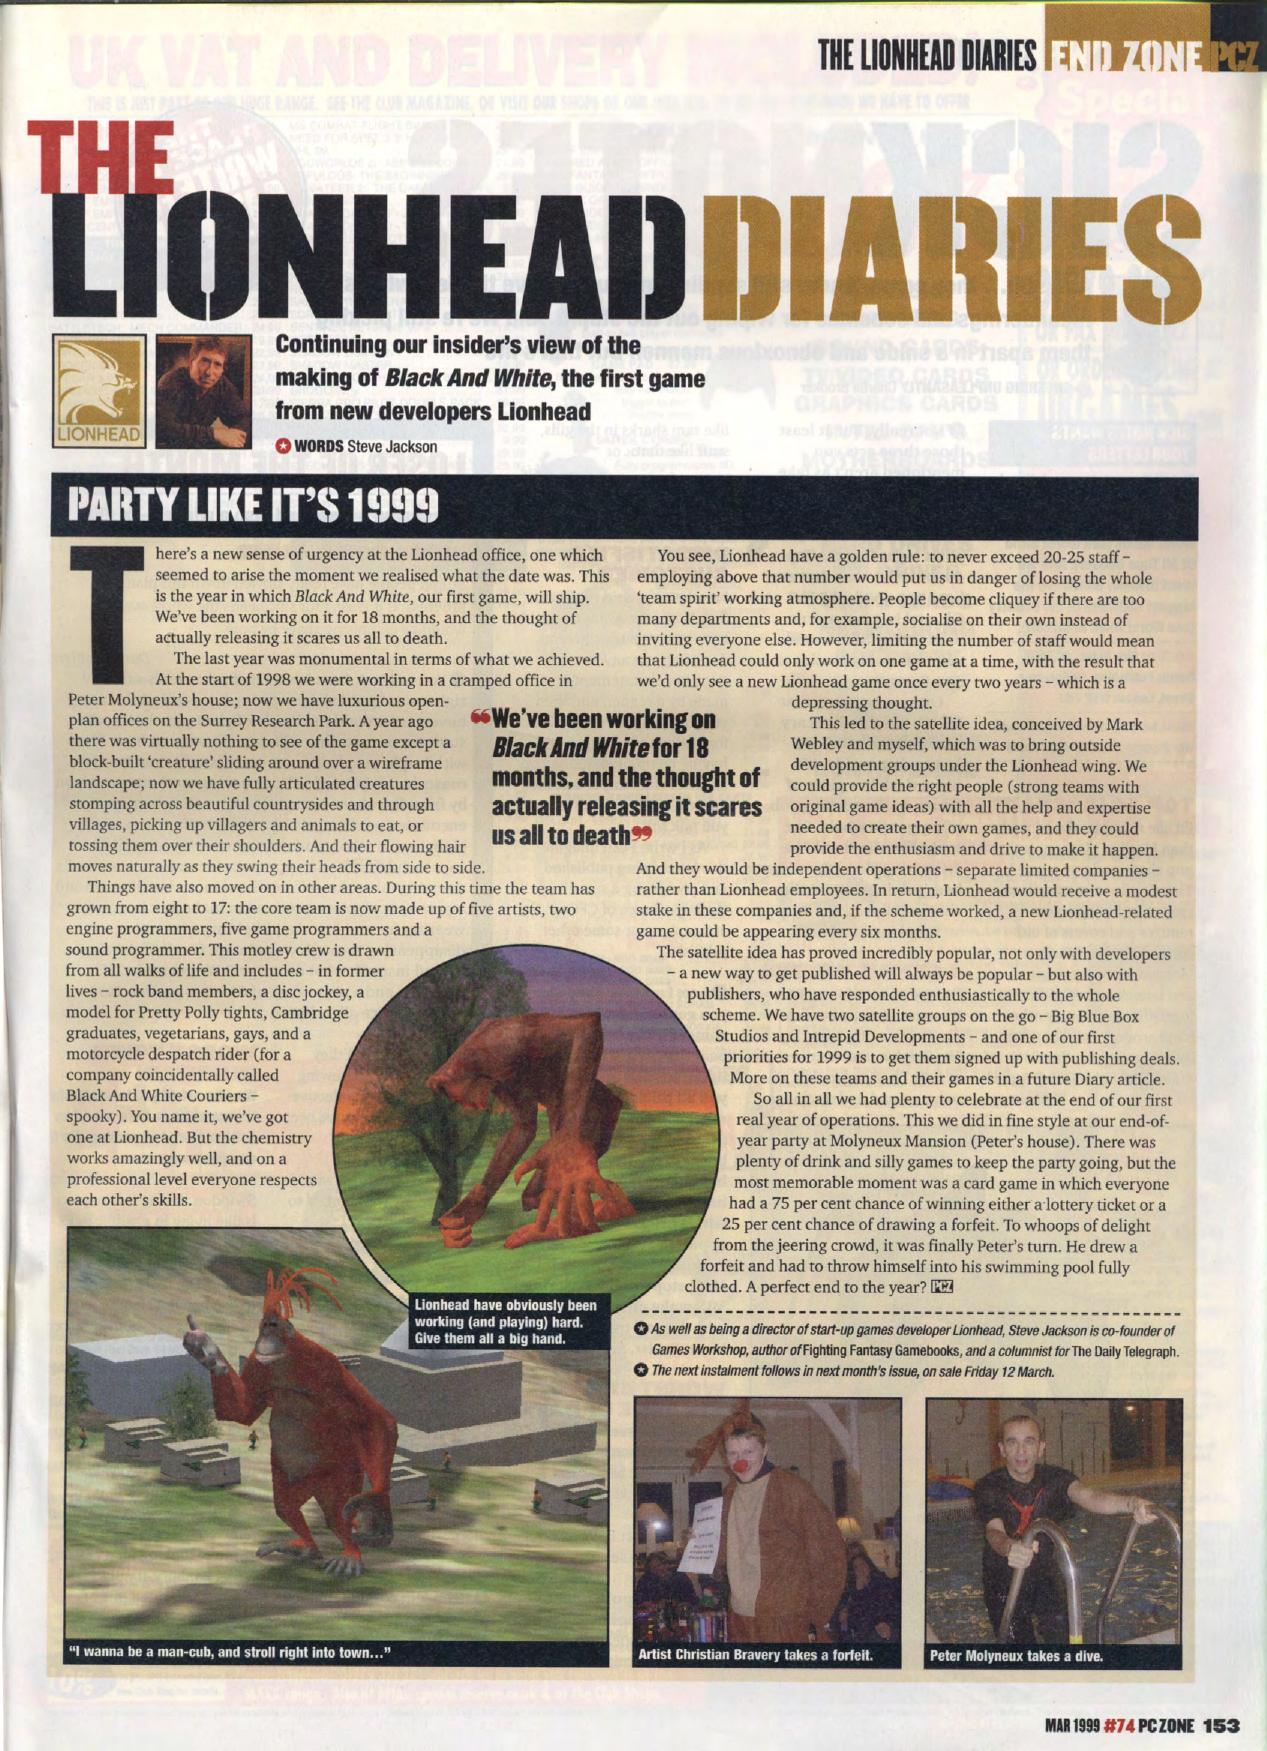 THE LIONHEAD DIARIES END ZONE PCZ
THE
LIONHEAD DIARIES
LIONHEAD
Continuing our insider's view of the
making of Black And White, the first game
from new developers Lionhead
WORDS Steve Jackson
PARTY LIKE IT'S 1999
There's a new sense of urgency at the Lionhead office, one which
seemed to arise the moment we realised what the date was. This
is the year in which Black And White, our first game, will ship.
We've been working on it for 18 months, and the thought of
actually releasing it scares us all to death.
The last year was monumental in terms of what we achieved.
At the start of 1998 we were working in a cramped office in
Peter Molyneux's house; now we have luxurious open-
plan offices on the Surrey Research Park. A year ago
there was virtually nothing to see of the game except a
block-built 'creature' sliding around over a wireframe
landscape; now we have fully articulated creatures
stomping across beautiful countrysides and through
villages, picking up villagers and animals to eat, or
tossing them over their shoulders. And their flowing hair
moves naturally as they swing their heads from side to side.
Things have also moved on in other areas. During this time the team has
grown from eight to 17: the core team is now made up of five artists, two
engine programmers, five game programmers and a
sound programmer. This motley crew is drawn
from all walks of life and includes – in former
lives – rock band members, a disc jockey, a
model for Pretty Polly tights, Cambridge
graduates, vegetarians, gays, and a
motorcycle despatch rider (for a
company coincidentally called
Black And White Couriers –
spooky). You name it, we've got
one at Lionhead. But the chemistry
works amazingly well, and on a
professional level everyone respects
each other's skills.
“We've been working on
Black And White for 18
months, and the thought of
actually releasing it scares
us all to death”
You see, Lionhead have a golden rule: to never exceed 20-25 staff –
employing above that number would put us in danger of losing the whole
'team spirit' working atmosphere. People become cliquey if there are too
many departments and, for example, socialise on their own instead of
inviting everyone else. However, limiting the number of staff would mean
that Lionhead could only work on one game at a time, with the result that
we'd only see a new Lionhead game once every two years – which is a
depressing thought.
This led to the satellite idea, conceived by Mark
Webley and myself, which was to bring outside
development groups under the Lionhead wing. We
could provide the right people (strong teams with
original game ideas) with all the help and expertise
needed to create their own games, and they could
provide the enthusiasm and drive to make it happen.
And they would be independent operations – separate limited companies –
rather than Lionhead employees. In return, Lionhead would receive a modest
stake in these companies and, if the scheme worked, a new Lionhead-related
game could be appearing every six months.
The satellite idea has proved incredibly popular, not only with developers
– a new way to get published will always be popular – but also with
publishers, who have responded enthusiastically to the whole
scheme. We have two satellite groups on the go – Big Blue Box
Studios and Intrepid Developments – and one of our first
priorities for 1999 is to get them signed up with publishing deals.
More on these teams and their games in a future Diary article.
So all in all we had plenty to celebrate at the end of our first
real year of operations. This we did in fine style at our end-of-
year party at Molyneux Mansion (Peter's house). There was
plenty of drink and silly games to keep the party going, but the
most memorable moment was a card game in which everyone
had a 75 per cent chance of winning either a lottery ticket or a
25 per cent chance of drawing a forfeit. To whoops of delight
from the jeering crowd, it was finally Peter's turn. He drew a
forfeit and had to throw himself into his swimming pool fully
clothed. A perfect end to the year? PCZ
Lionhead have obviously been
working (and playing) hard.
Give them all a big hand.
As well as being a director of start-up games developer Lionhead, Steve Jackson is co-founder of
Games Workshop, author of Fighting Fantasy Gamebooks, and a columnist for The Daily Telegraph.
The next instalment follows in next month's issue, on sale Friday 12 March.
"I wanna be a man-cub, and stroll right into town..."
Artist Christian Bravery takes a forfeit.
Peter Molyneux takes a dive.
MAR 1999 #74 PC ZONE 153